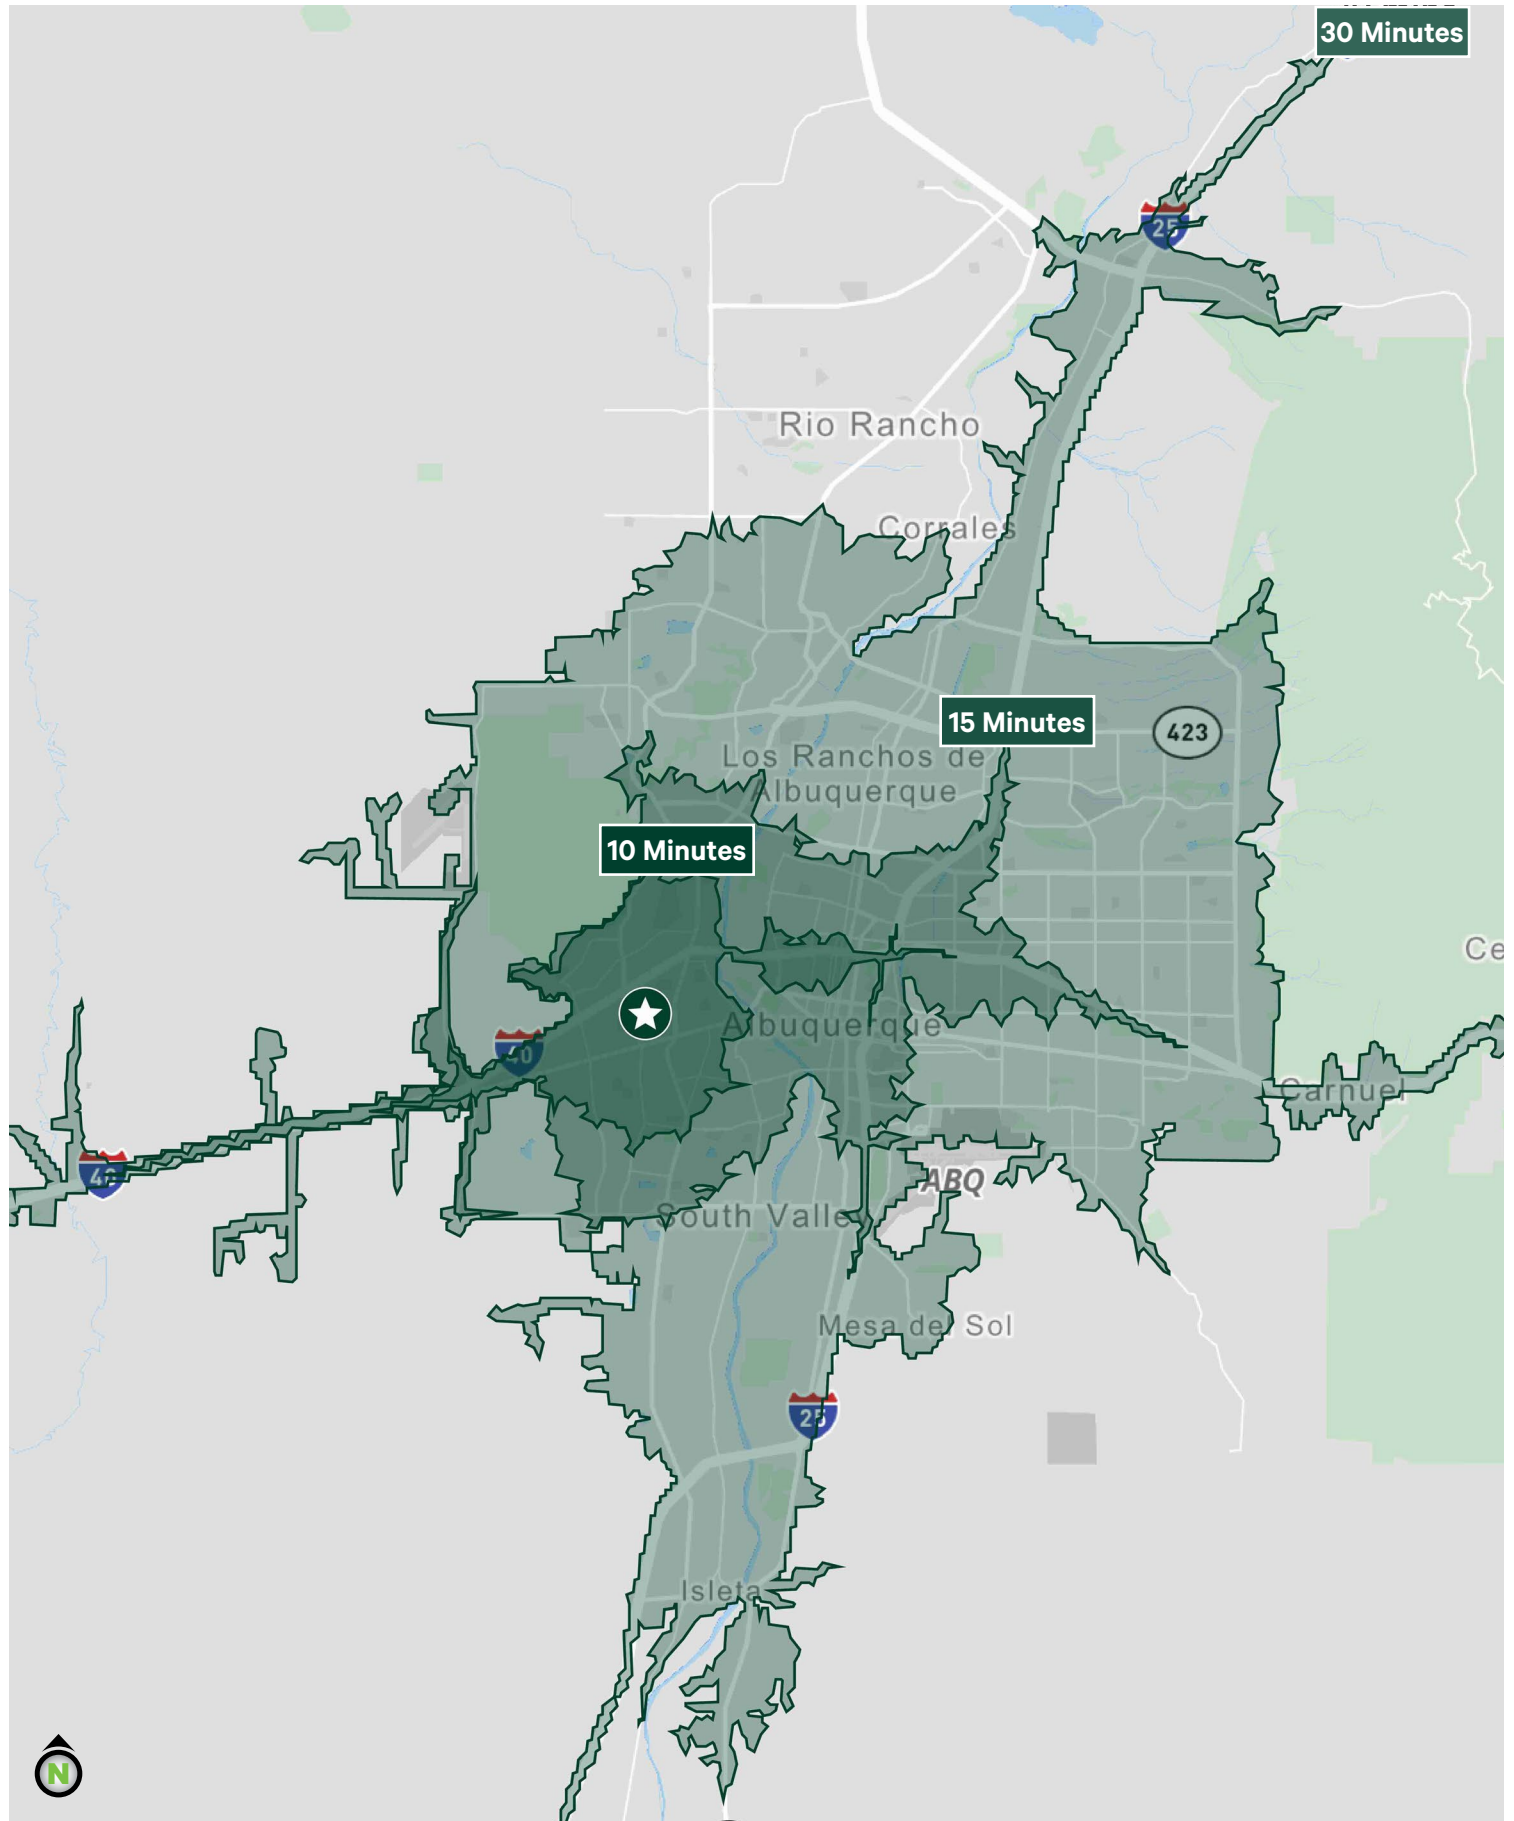 30 Minutes
25
Rio Rancho
Corrales
15 Minutes
423
Los Ranchos de
Albuquerque
10 Minutes
Ce
40
Albuquerque
Carnuel
40
ABQ
South Valley
Mesa del Sol
25
Isleta
N